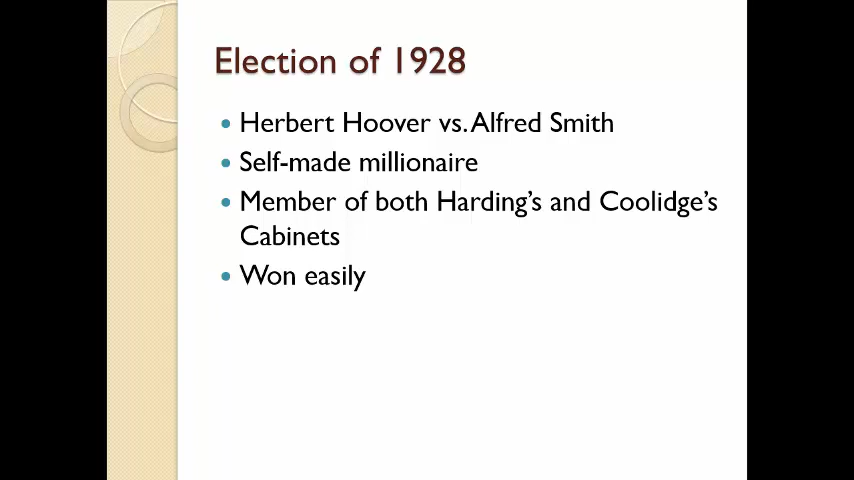 Election of 1928
• Herbert Hoover vs. Alfred Smith
• Self-made millionaire
• Member of both Harding’s and Coolidge’s
Cabinets
• Won easily